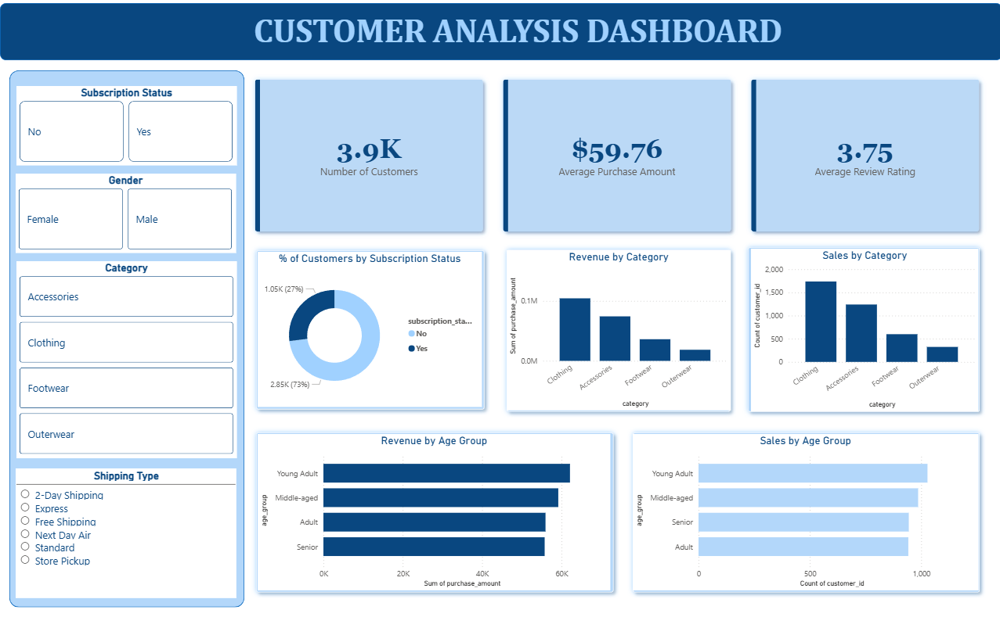 CUSTOMER ANALYSIS DASHBOARD
Subscription Status
No
Yes
Gender
Female
Male
Category
Accessories
Clothing
Footwear
Outerwear
Shipping Type
2-Day Shipping
Express
Free Shipping
Next Day Air
Standard
Store Pickup
3.9K
Number of Customers
$59.76
Average Purchase Amount
3.75
Average Review Rating
% of Customers by Subscription Status
1.05K (27%)
2.85K (73%)
subscription_sta...
No
Yes
Revenue by Category
Sum of purchase_amount
0.1M
0.0M
Clothing
Accessories
Footwear
Outerwear
category
Sales by Category
Count of customer_id
2,000
1,500
1,000
500
0
Clothing
Accessories
Footwear
Outerwear
category
Revenue by Age Group
age_group
Young Adult
Middle-aged
Adult
Senior
0K
20K
40K
60K
Sum of purchase_amount
Sales by Age Group
age_group
Young Adult
Middle-aged
Senior
Adult
0
500
1,000
Count of customer_id